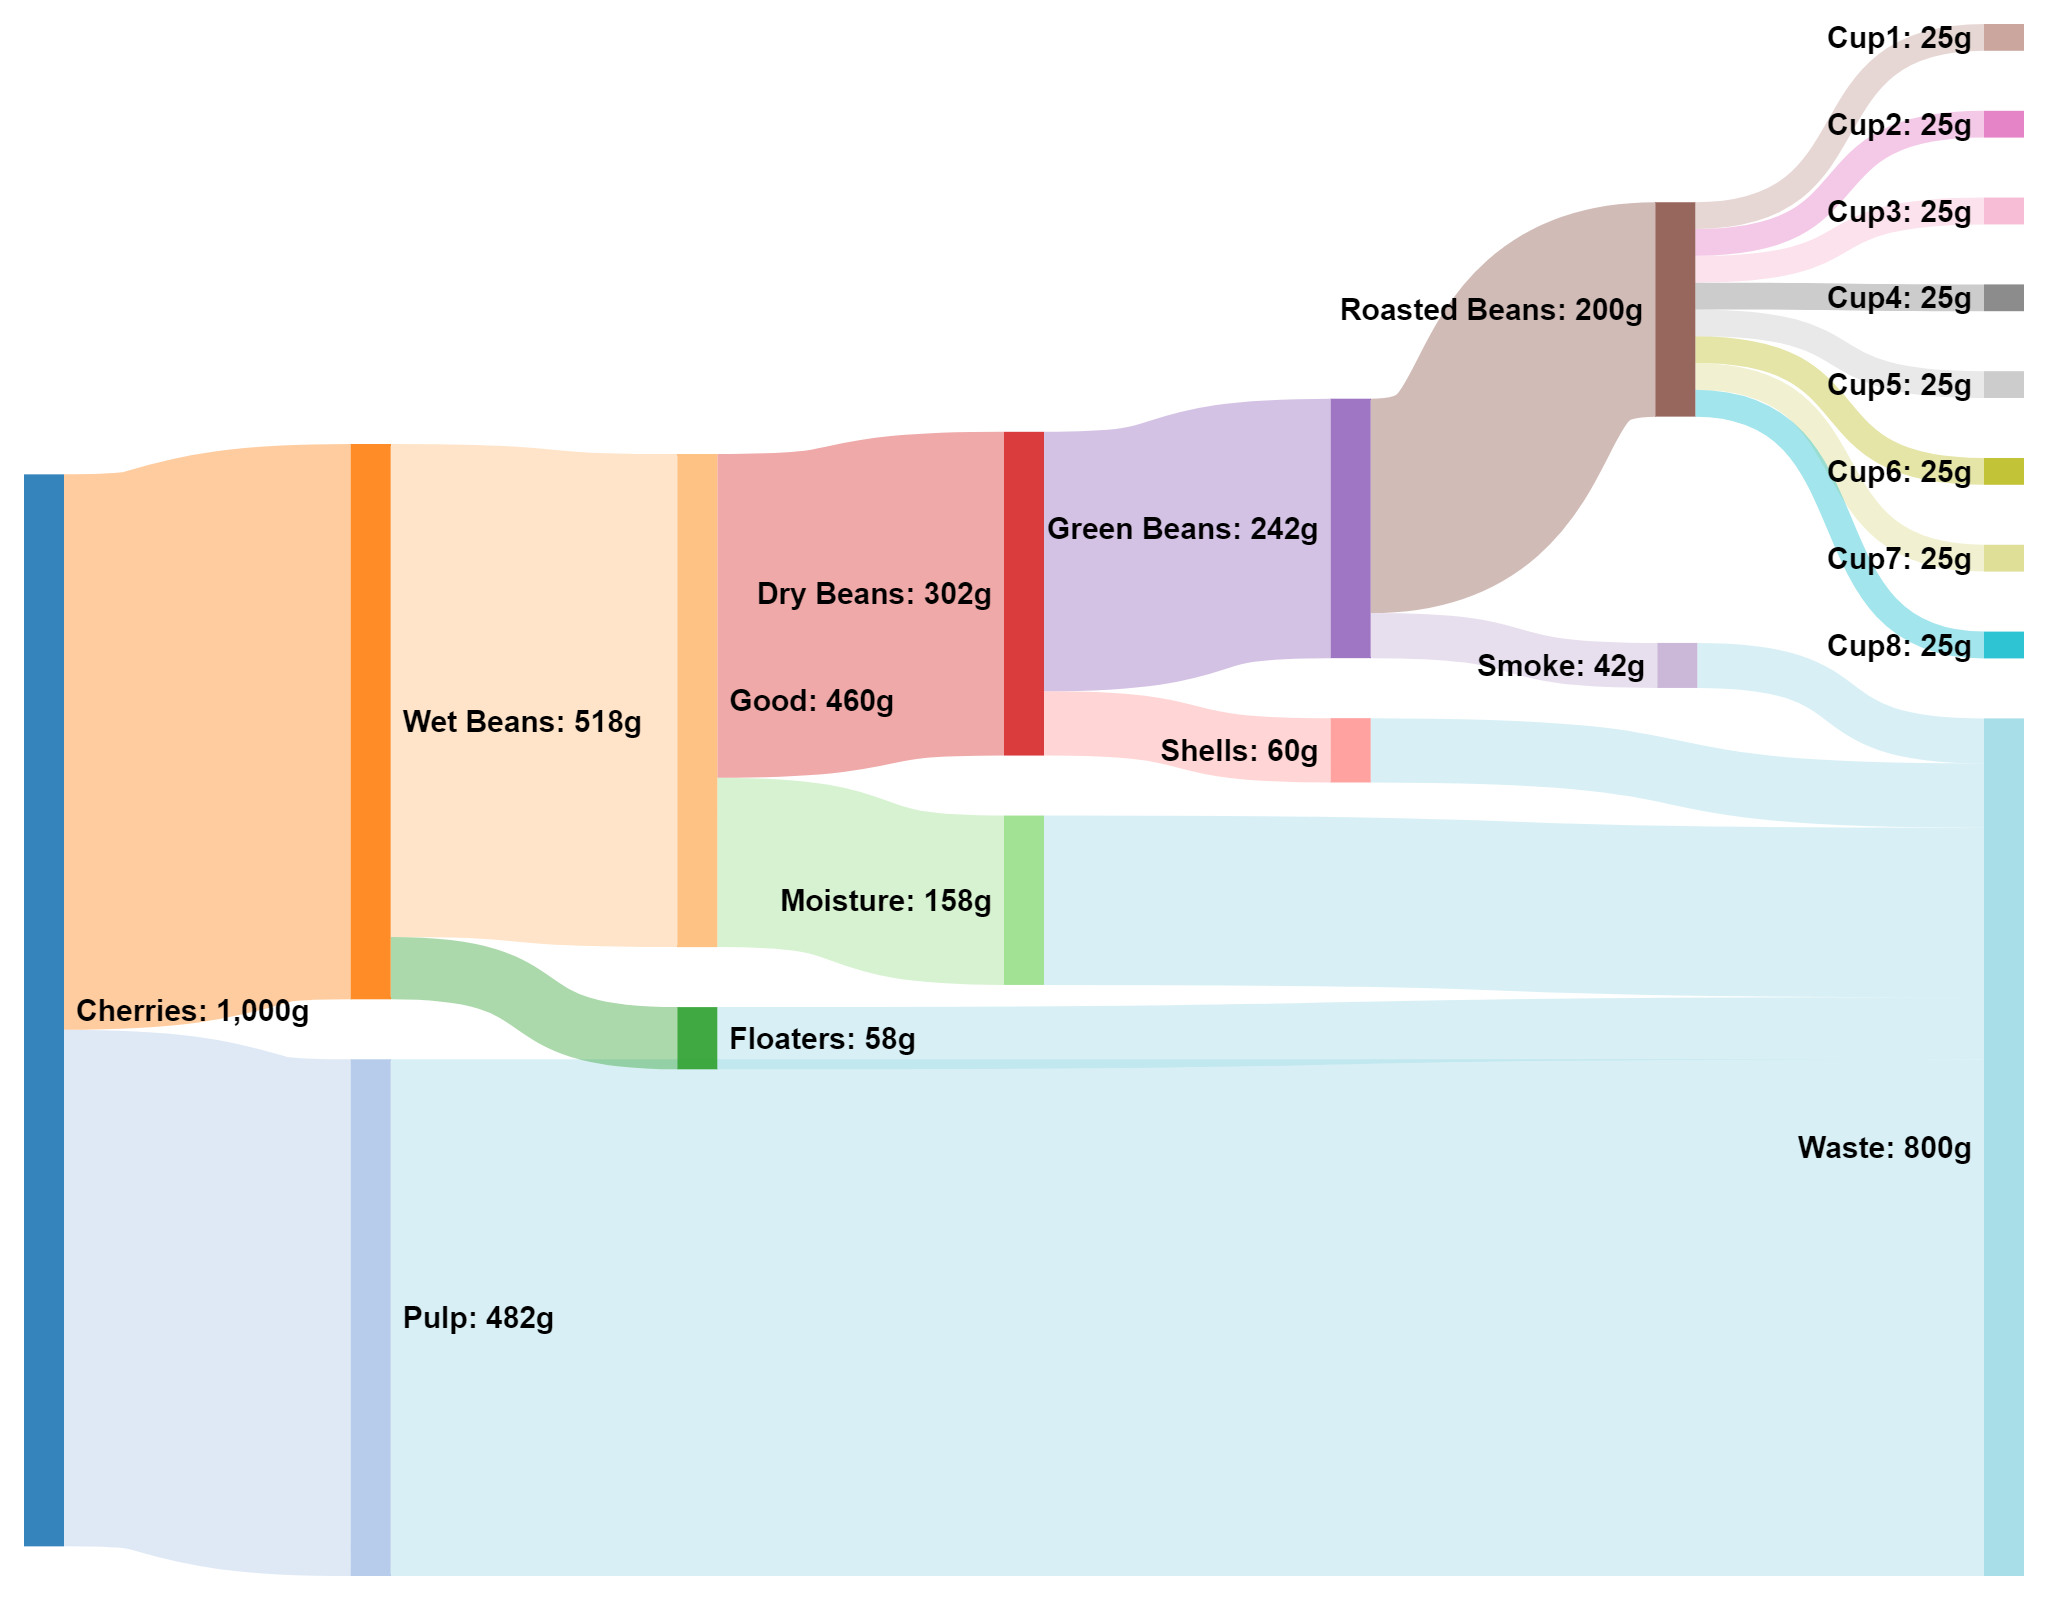 Cup1: 25g
Cup2: 25g
Cup3: 25g
Cup4: 25g
Roasted Beans: 200g
Cup5: 25g
Cup6: 25g
Green Beans: 242g
Cup7: 25g
Dry Beans: 302g
Cup8: 25g
Smoke: 42g
Good: 460g
Wet Beans: 518g
Shells: 60g
Moisture: 158g
Cherries: 1,000g
Floaters: 58g
Waste: 800g
Pulp: 482g